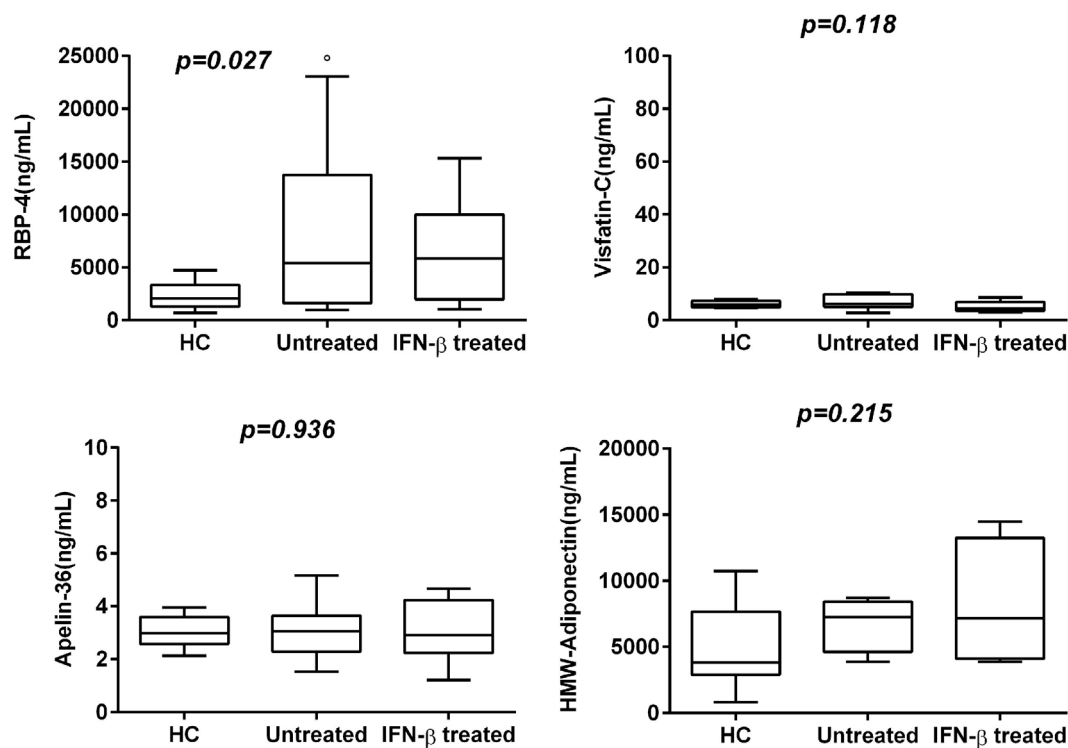 p=0.027
RBP-4(ng/mL)
25000
20000
15000
10000
5000
0
HC Untreated IFN-β treated
p=0.118
Visfatin-C(ng/mL)
100
80
60
40
20
0
HC Untreated IFN-β treated
p=0.936
Apelin-36(ng/mL)
10
8
6
4
2
0
HC Untreated IFN-β treated
p=0.215
HMW-Adiponectin(ng/mL)
20000
15000
10000
5000
0
HC Untreated IFN-β treated